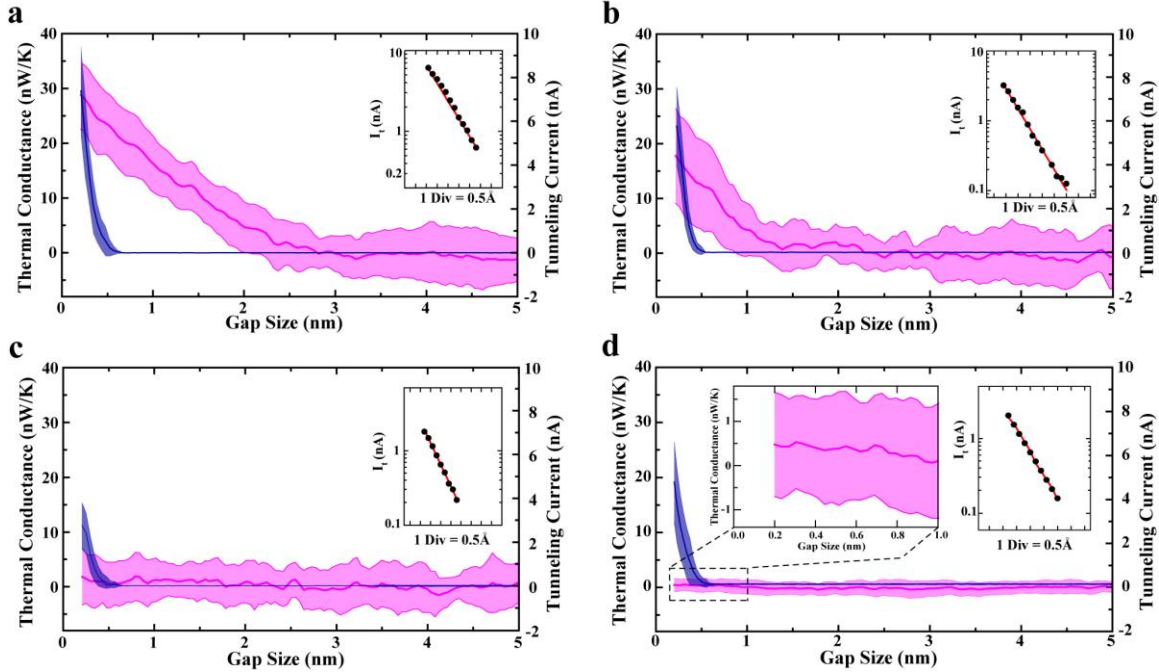 a
b
Thermal Conductance (nW/K)
40
30
20
10
0
10
8
6
4
2
0
-2
Tunneling Current (nA)
I_t (nA)
10
1
0.2
1 Div = 0.5Å
0 1 2 3 4 5
Gap Size (nm)
Thermal Conductance (nW/K)
40
30
20
10
0
10
8
6
4
2
0
-2
Tunneling Current (nA)
I_t (nA)
10
1
0.1
1 Div = 0.5Å
0 1 2 3 4 5
Gap Size (nm)
c
d
Thermal Conductance (nW/K)
40
30
20
10
0
10
8
6
4
2
0
-2
Tunneling Current (nA)
I_t (nA)
1
0.1
1 Div = 0.5Å
0 1 2 3 4 5
Gap Size (nm)
Thermal Conductance (nW/K)
40
30
20
10
0
10
8
6
4
2
0
-2
Tunneling Current (nA)
Thermal Conductance (nW/K)
1
0
-1
0.0 0.2 0.4 0.6 0.8 1.0
Gap Size (nm)
I_t (nA)
1
0.1
1 Div = 0.5Å
0 1 2 3 4 5
Gap Size (nm)